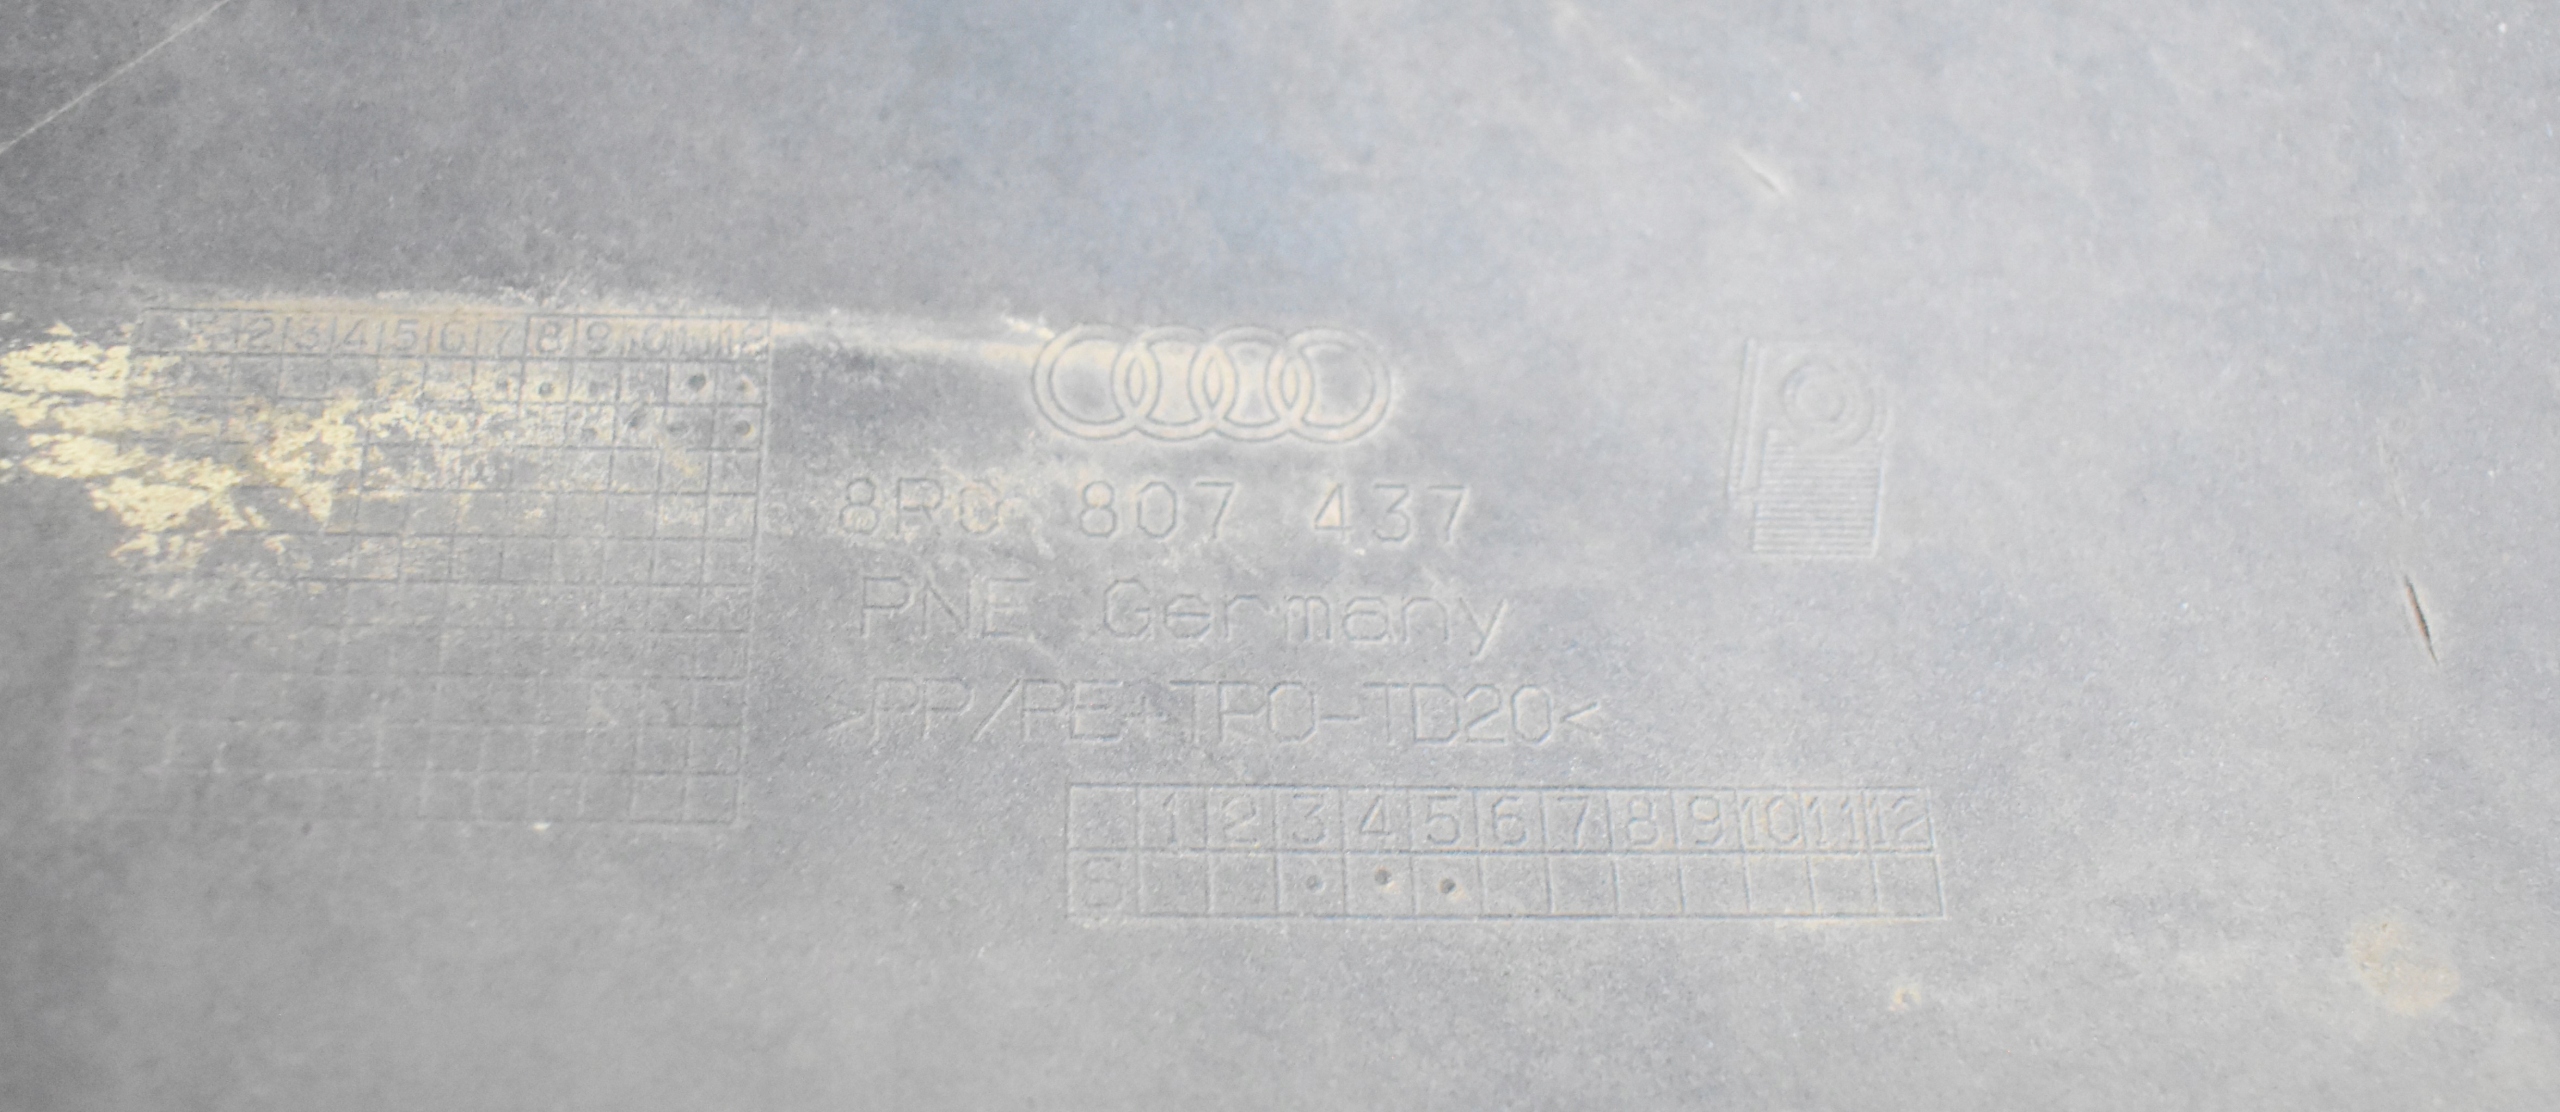 2 3 4 5 6 7 8 9 10 11 12
8R0 807 437
PNE Germany
>PP/PE+TPO-TD20<
1 2 3 4 5 6 7 8 9 10 11 12
S